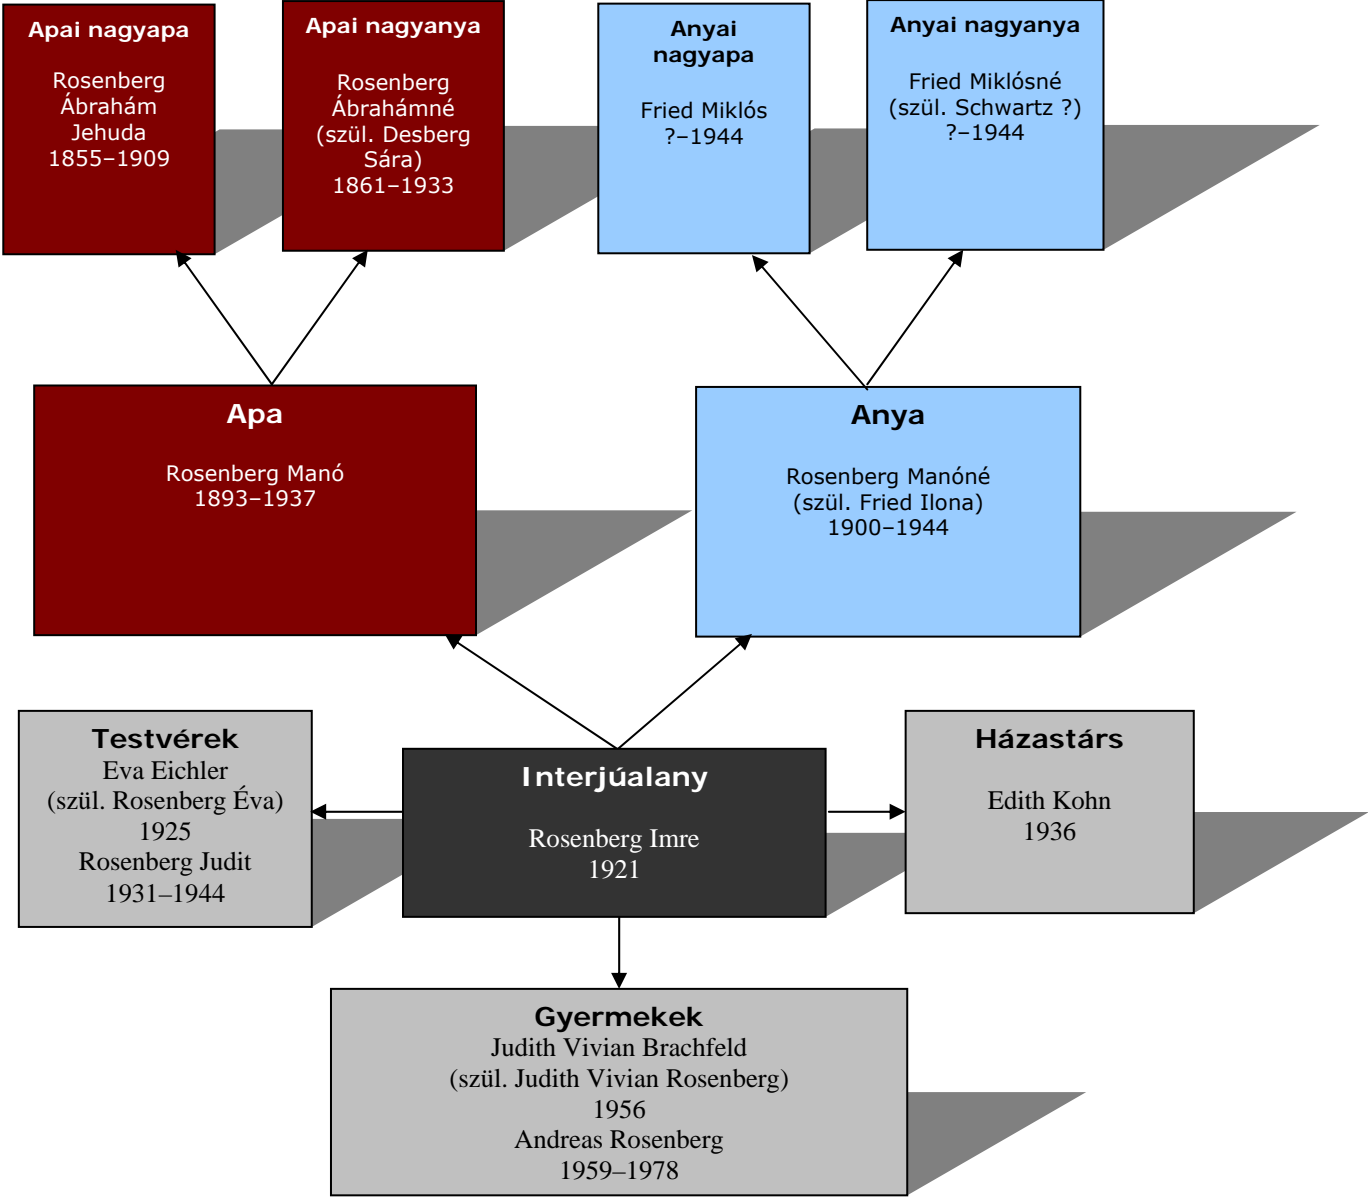 Apai nagyapa
Rosenberg
Ábrahám
Jehuda
1855–1909
Apai nagyanya
Rosenberg
Ábrahámné
(szül. Desberg
Sára)
1861–1933
Anyai
nagyapa
Fried Miklós
?–1944
Anyai nagyanya
Fried Miklósné
(szül. Schwartz ?)
?–1944
Apa
Rosenberg Manó
1893–1937
Anya
Rosenberg Manóné
(szül. Fried Ilona)
1900–1944
Testvérek
Eva Eichler
(szül. Rosenberg Éva)
1925
Rosenberg Judit
1931–1944
Interjúalany
Rosenberg Imre
1921
Házastárs
Edith Kohn
1936
Gyermekek
Judith Vivian Brachfeld
(szül. Judith Vivian Rosenberg)
1956
Andreas Rosenberg
1959–1978